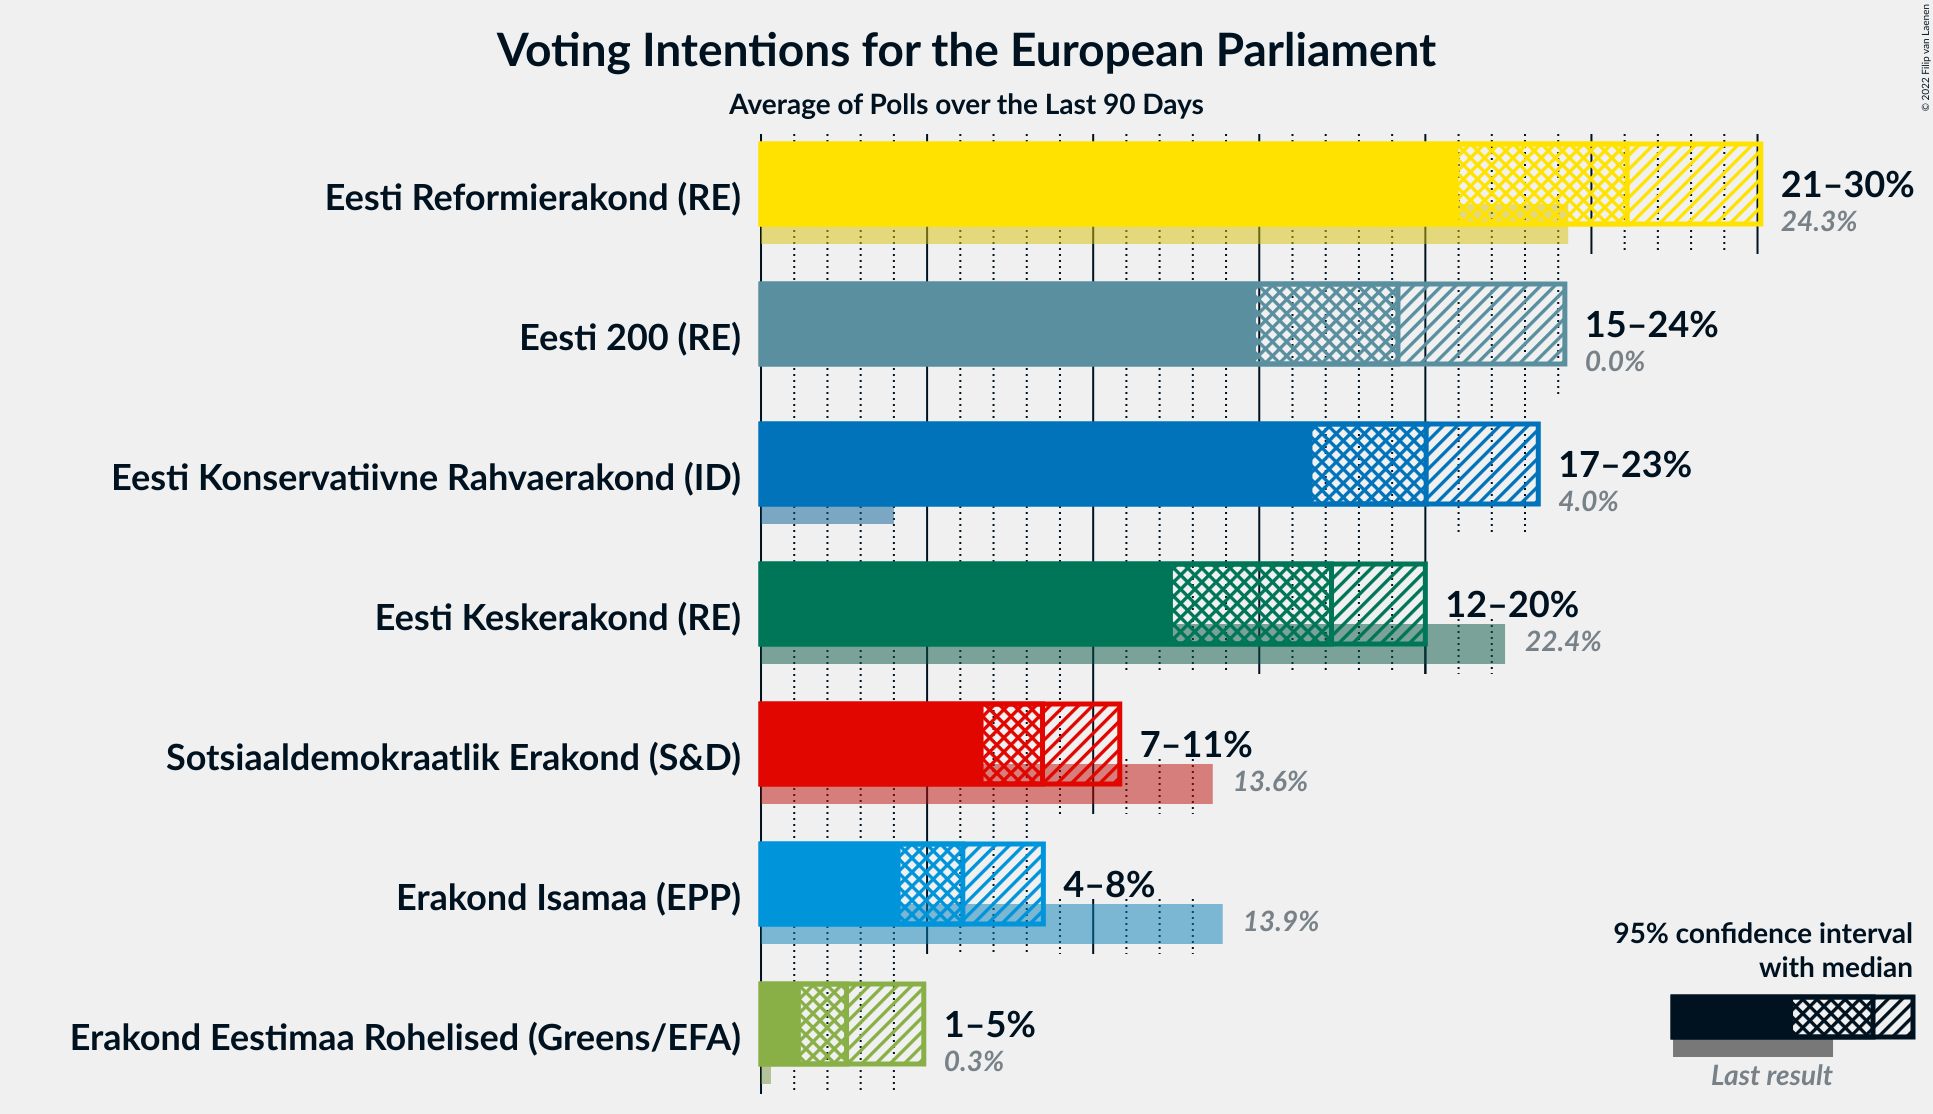 Voting Intentions for the European Parliament
Average of Polls over the Last 90 Days
© 2022 Filip van Laenen
Eesti Reformierakond (RE)
21–30%
24.3%
Eesti 200 (RE)
15–24%
0.0%
Eesti Konservatiivne Rahvaerakond (ID)
17–23%
4.0%
Eesti Keskerakond (RE)
12–20%
22.4%
Sotsiaaldemokraatlik Erakond (S&D)
7–11%
13.6%
Erakond Isamaa (EPP)
4–8%
13.9%
Erakond Eestimaa Rohelised (Greens/EFA)
1–5%
0.3%
95% confidence interval
with median
Last result